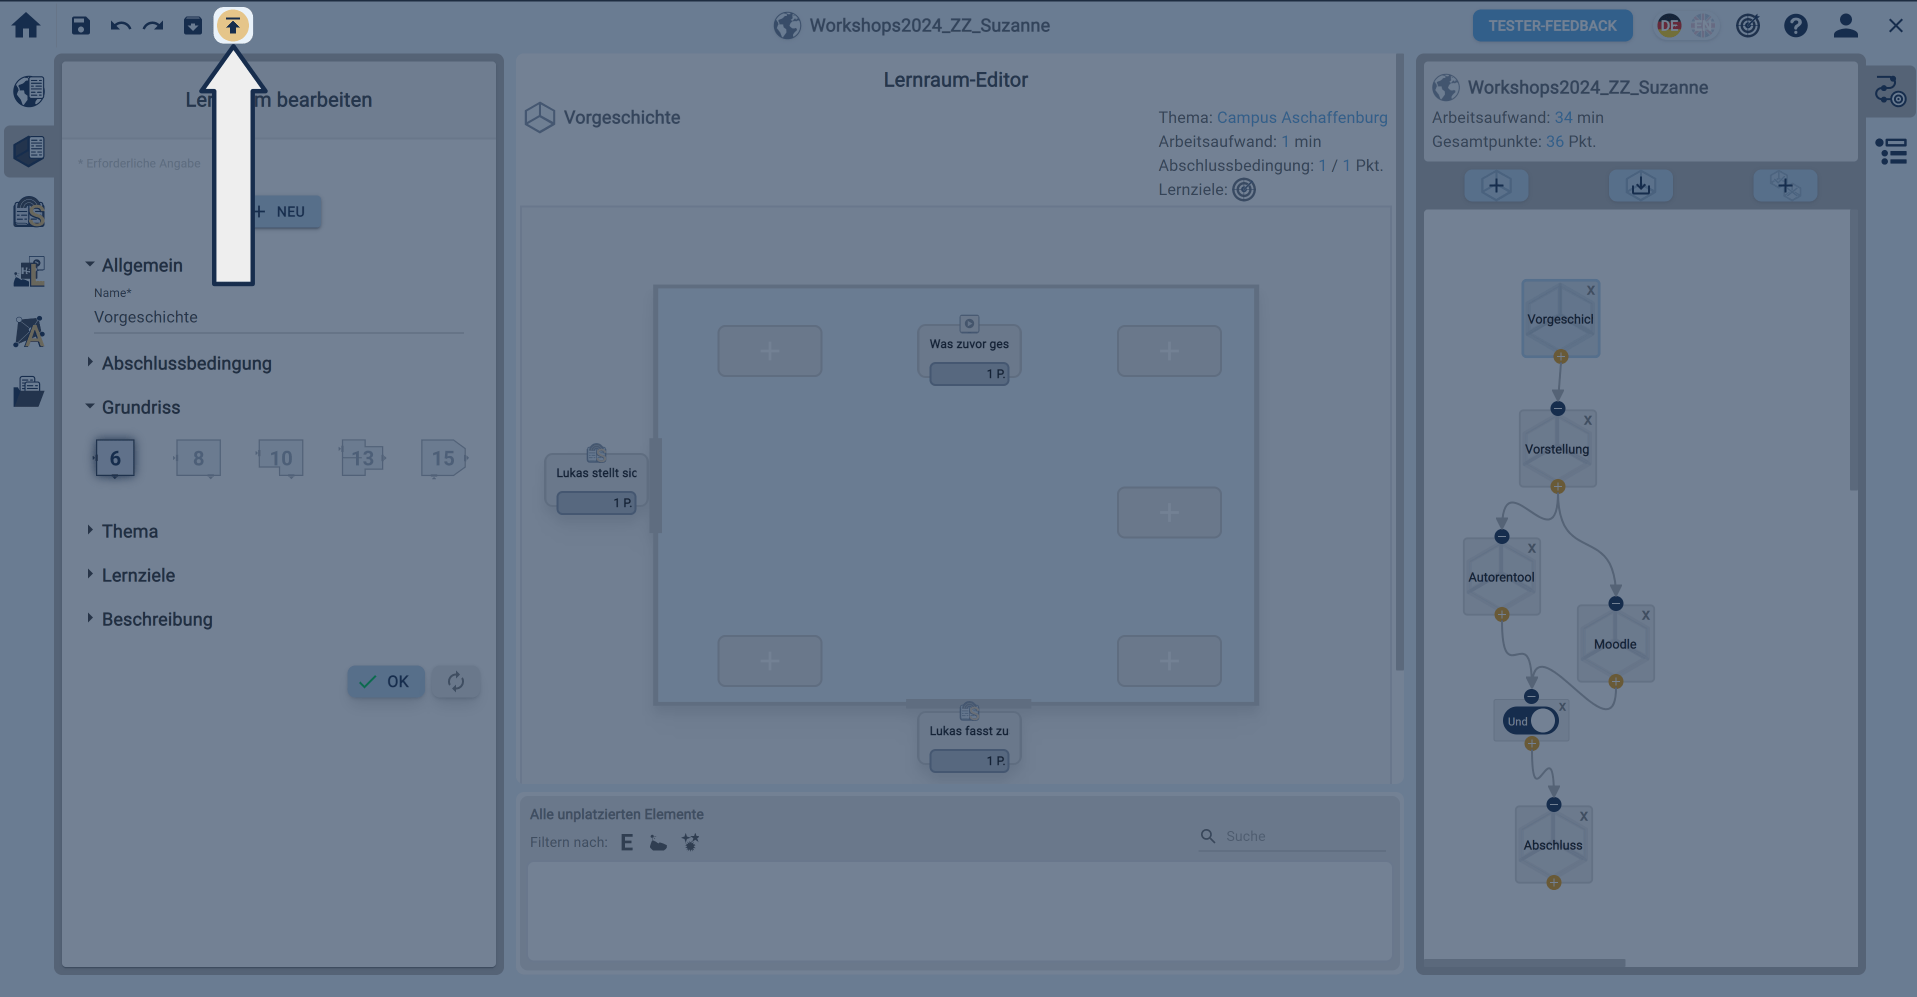 Workshops2024_ZZ_Suzanne
TESTER-FEEDBACK
DE
EN
bearbeiten
* Erforderliche Angabe
NEU
Allgemein
Name*
Vorgeschichte
Abschlussbedingung
Grundriss
6
8
10
13
15
Thema
Lernziele
Beschreibung
OK
Lernraum-Editor
Vorgeschichte
Thema: Campus Aschaffenburg
Arbeitsaufwand: 1 min
Abschlussbedingung: 1 / 1 Pkt.
Lernziele:
Was zuvor ges
1 P.
Lukas stellt sic
1 P.
Lukas fasst zu
1 P.
Alle unplatzierten Elemente
Filtern nach: E
Suche
Workshops2024_ZZ_Suzanne
Arbeitsaufwand: 34 min
Gesamtpunkte: 36 Pkt.
X
Vorgeschicl
X
Vorstellung
X
Autorentool
X
Moodle
X
Und
X
Abschluss